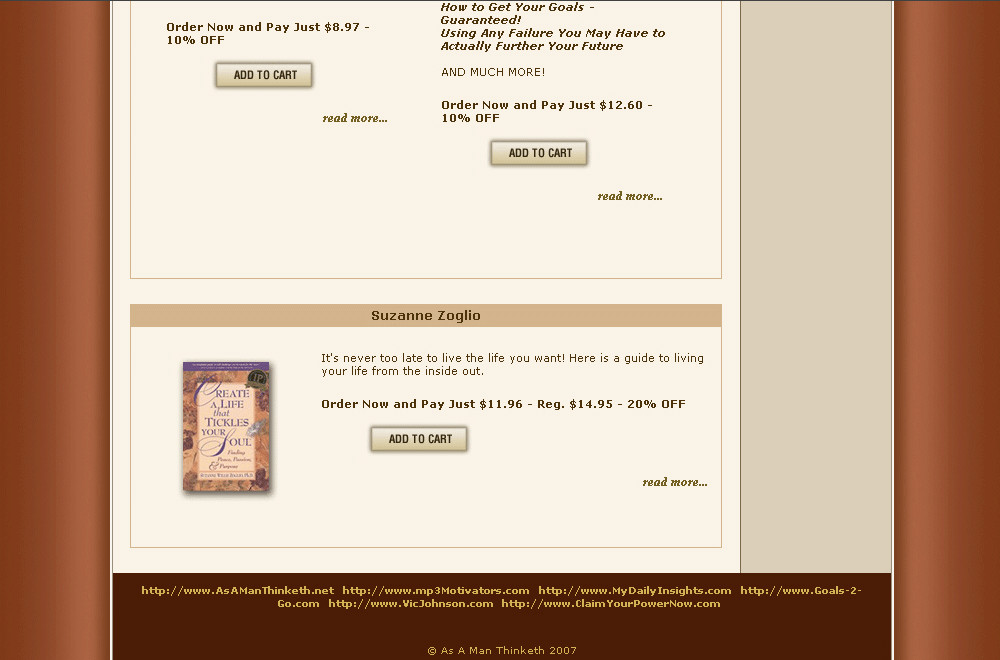 Order Now and Pay Just $8.97 -
10% OFF
ADD TO CART
read more...
How to Get Your Goals -
Guaranteed!
Using Any Failure You May Have to
Actually Further Your Future
AND MUCH MORE!
Order Now and Pay Just $12.60 -
10% OFF
ADD TO CART
read more...
Suzanne Zoglio
CREATE
A LIFE
that
TICKLES
YOUR
SOUL
Finding
Peace, Passion,
& Purpose
It's never too late to live the life you want! Here is a guide to living
your life from the inside out.
Order Now and Pay Just $11.96 - Reg. $14.95 - 20% OFF
ADD TO CART
read more...
http://www.AsAManThinketh.net http://www.mp3Motivators.com http://www.MyDailyInsights.com http://www.Goals-2-
Go.com http://www.VicJohnson.com http://www.ClaimYourPowerNow.com
© As A Man Thinketh 2007